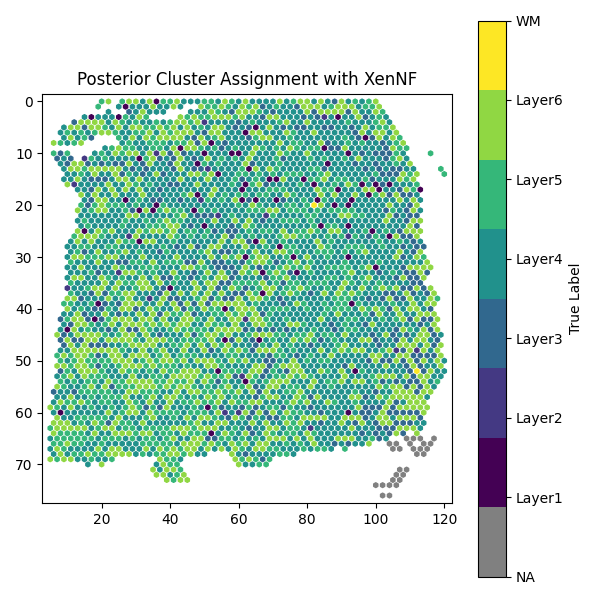 Posterior Cluster Assignment with XenNF
0
10
20
30
40
50
60
70
20
40
60
80
100
120
WM
Layer6
Layer5
Layer4
Layer3
Layer2
Layer1
NA
True Label